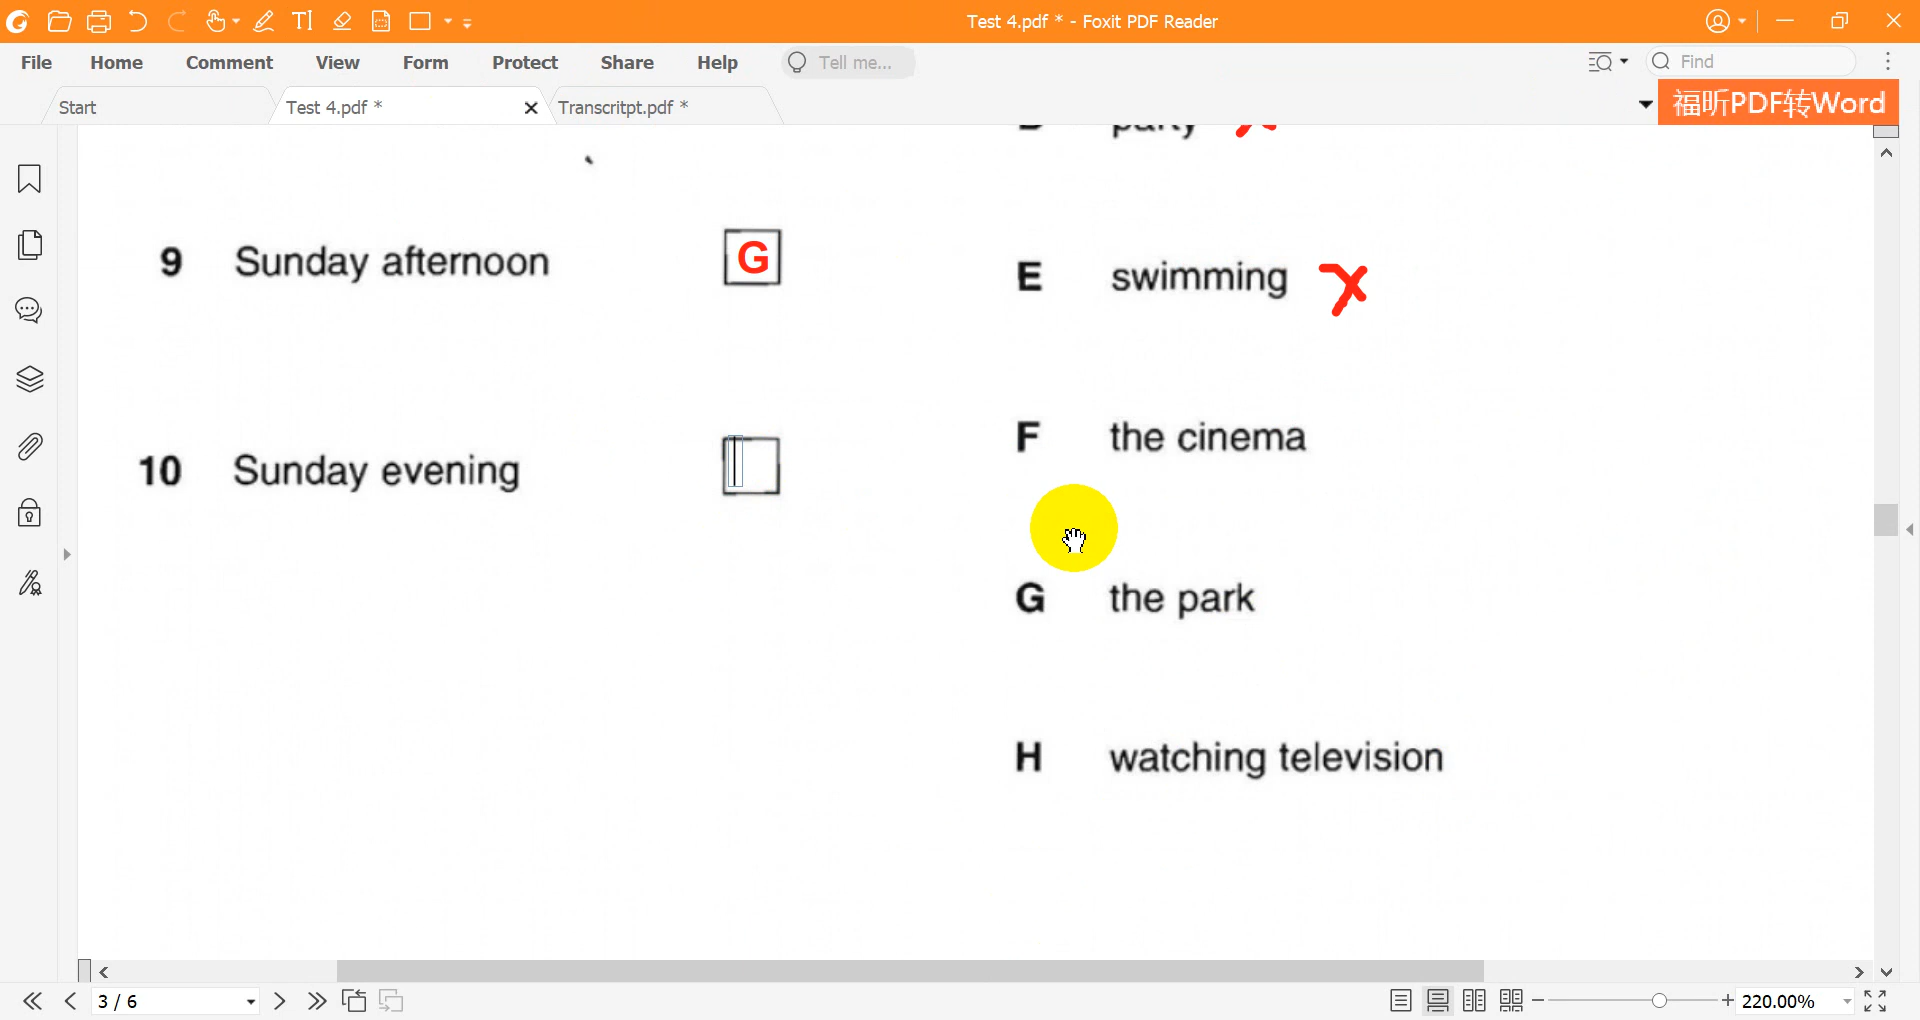 Test 4.pdf * - Foxit PDF Reader
File Home Comment View Form Protect Share Help Tell me... Find
Start Test 4.pdf * Transcritpt.pdf * 福昕PDF转Word
D party
9 Sunday afternoon G
E swimming X
10 Sunday evening
F the cinema
G the park
H watching television
3 / 6 220.00%